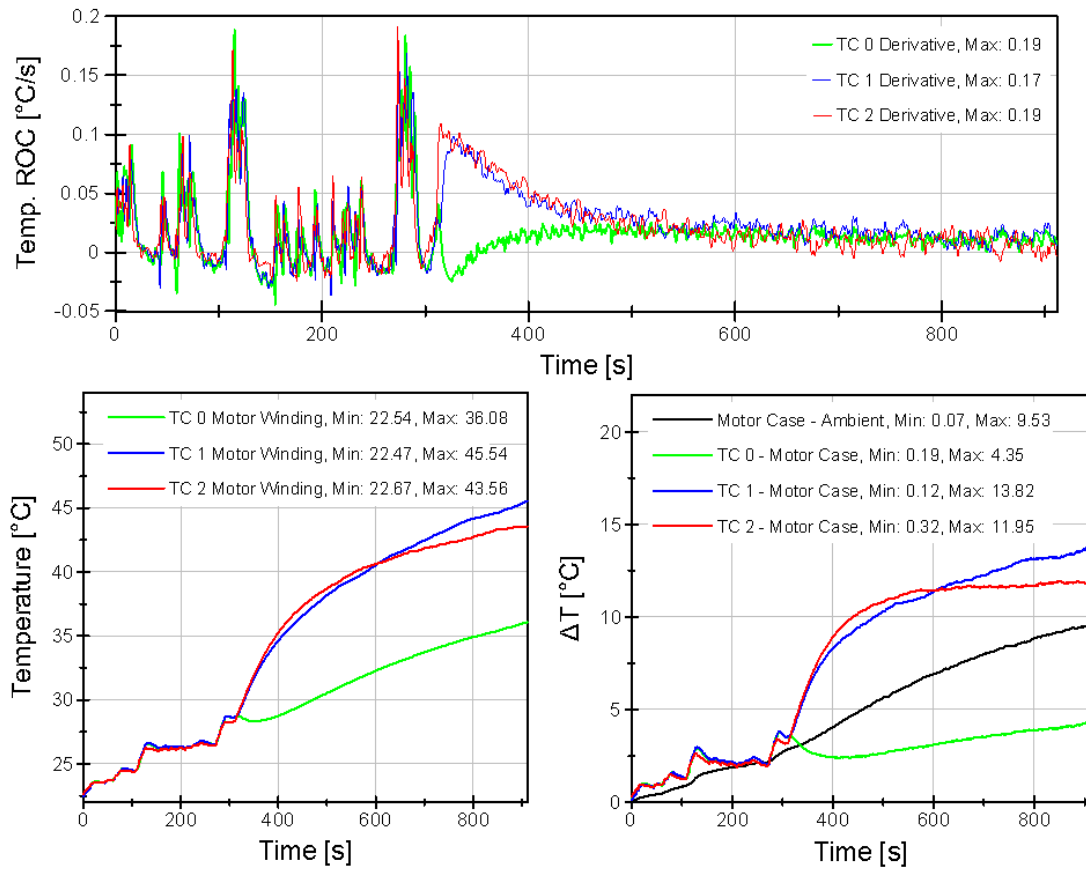 0.2
0.15
0.1
0.05
0
-0.05
Temp. ROC [°C/s]
TC 0 Derivative, Max: 0.19
TC 1 Derivative, Max: 0.17
TC 2 Derivative, Max: 0.19
0 200 400 600 800
Time [s]
50
45
40
35
30
25
Temperature [°C]
TC 0 Motor Winding, Min: 22.54, Max: 36.08
TC 1 Motor Winding, Min: 22.47, Max: 45.54
TC 2 Motor Winding, Min: 22.67, Max: 43.56
0 200 400 600 800
Time [s]
20
15
10
5
0
ΔT [°C]
Motor Case - Ambient, Min: 0.07, Max: 9.53
TC 0 - Motor Case, Min: 0.19, Max: 4.35
TC 1 - Motor Case, Min: 0.12, Max: 13.82
TC 2 - Motor Case, Min: 0.32, Max: 11.95
0 200 400 600 800
Time [s]